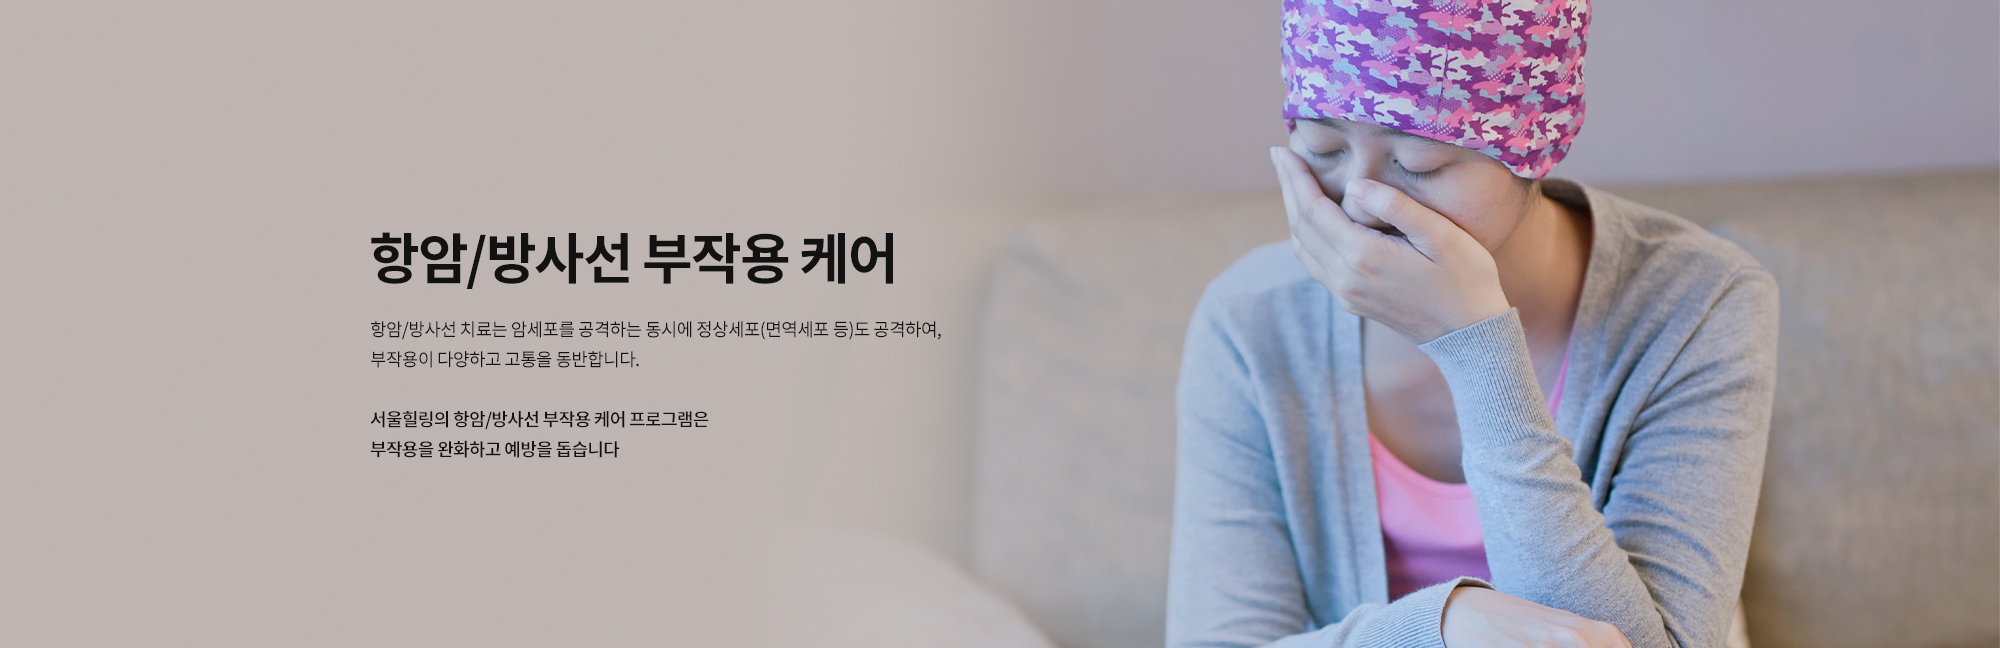 항암/방사선 부작용 케어
항암/방사선 치료는 암세포를 공격하는 동시에 정상세포(면역세포 등)도 공격하여,
부작용이 다양하고 고통을 동반합니다.
서울힐링의 항암/방사선 부작용 케어 프로그램은
부작용을 완화하고 예방을 돕습니다